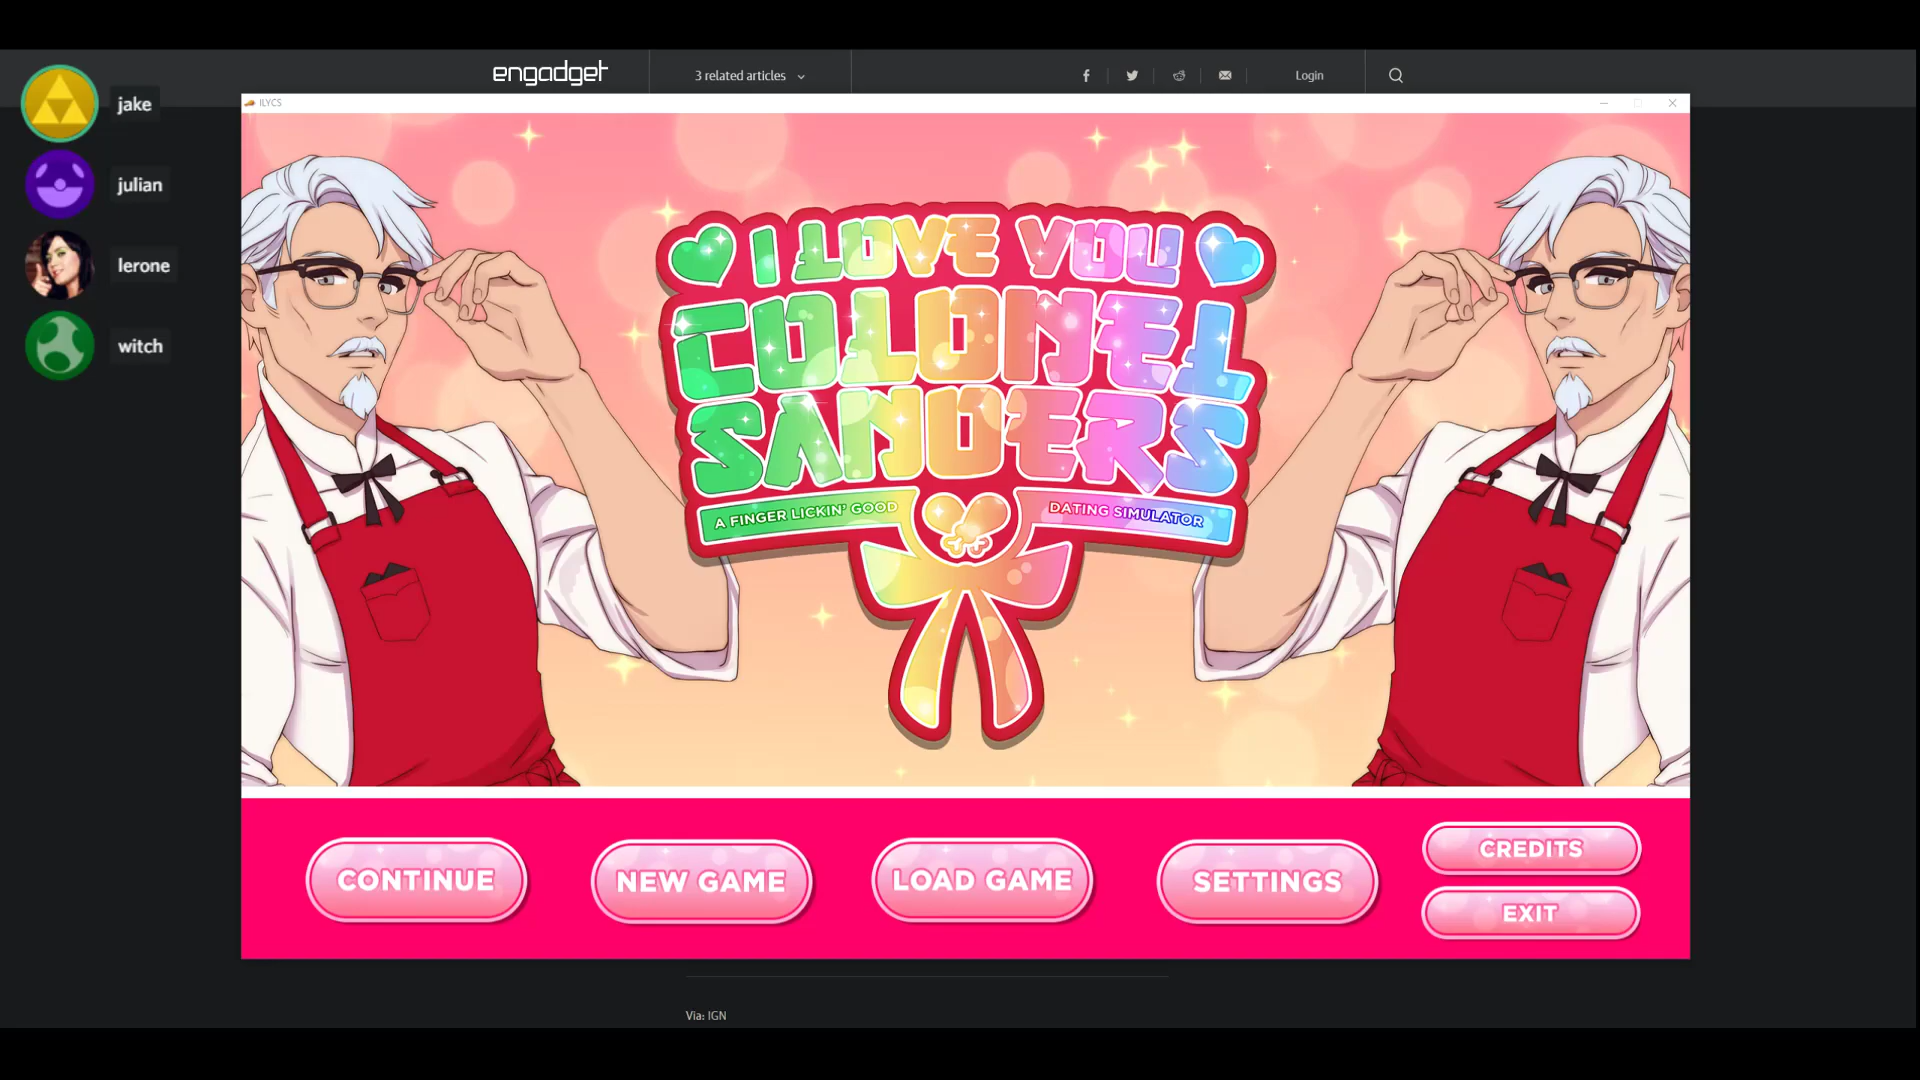 engadget
3 related articles
Login
jake
julian
lerone
witch
ILYCS
I LOVE YOU
COLONEL
SANDERS
A FINGER LICKIN' GOOD
DATING SIMULATOR
CONTINUE
NEW GAME
LOAD GAME
SETTINGS
CREDITS
EXIT
Via: IGN